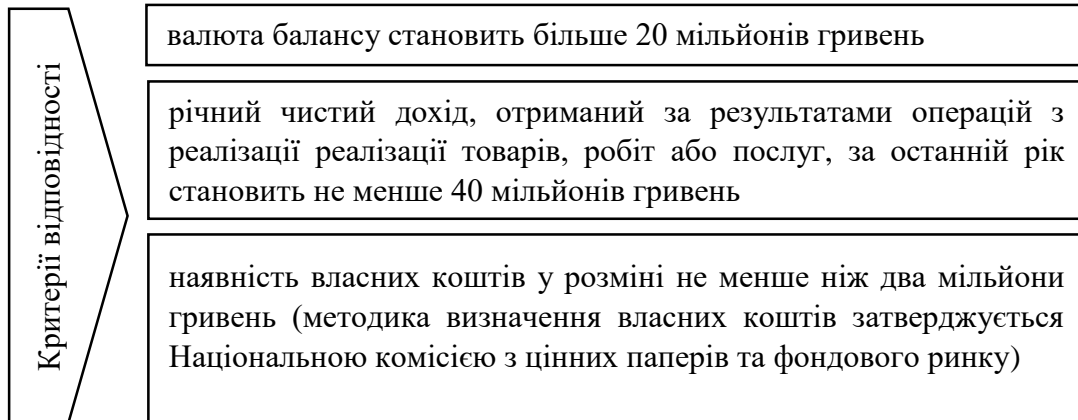 Критерії відповідності
валюта балансу становить більше 20 мільйонів гривень
річний чистий дохід, отриманий за результатами операцій з
реалізації реалізації товарів, робіт або послуг, за останній рік
становить не менше 40 мільйонів гривень
наявність власних коштів у розміні не менше ніж два мільйони
гривень (методика визначення власних коштів затверджується
Національною комісією з цінних паперів та фондового ринку)